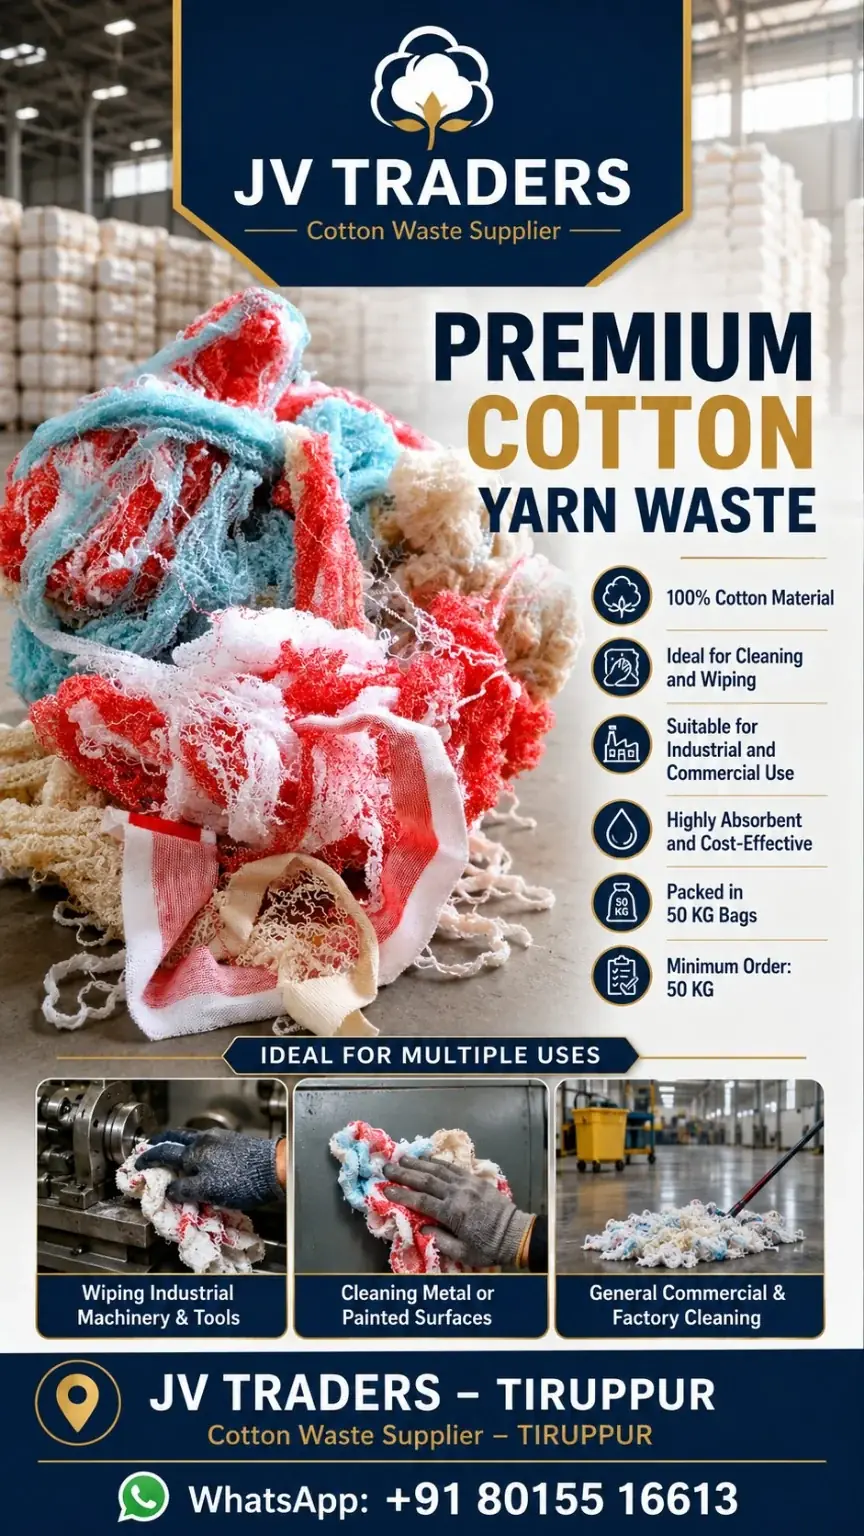 JV TRADERS
Cotton Waste Supplier
PREMIUM
COTTON
YARN WASTE
100% Cotton Material
Ideal for Cleaning
and Wiping
Suitable for
Industrial and
Commercial Use
Highly Absorbent
and Cost-Effective
50
KG
Packed in
50 KG Bags
Minimum Order:
50 KG
IDEAL FOR MULTIPLE USES
Wiping Industrial
Machinery & Tools
Cleaning Metal or
Painted Surfaces
General Commercial &
Factory Cleaning
JV TRADERS – TIRUPPUR
Cotton Waste Supplier – TIRUPPUR
WhatsApp: +91 80155 16613